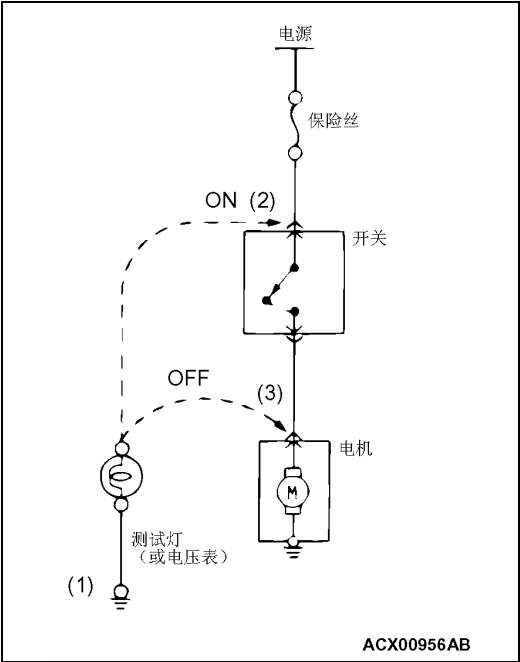 电源
保险丝
ON (2)
开关
OFF
(3)
电机
M
测试灯
（或电压表）
(1)
ACX00956AB